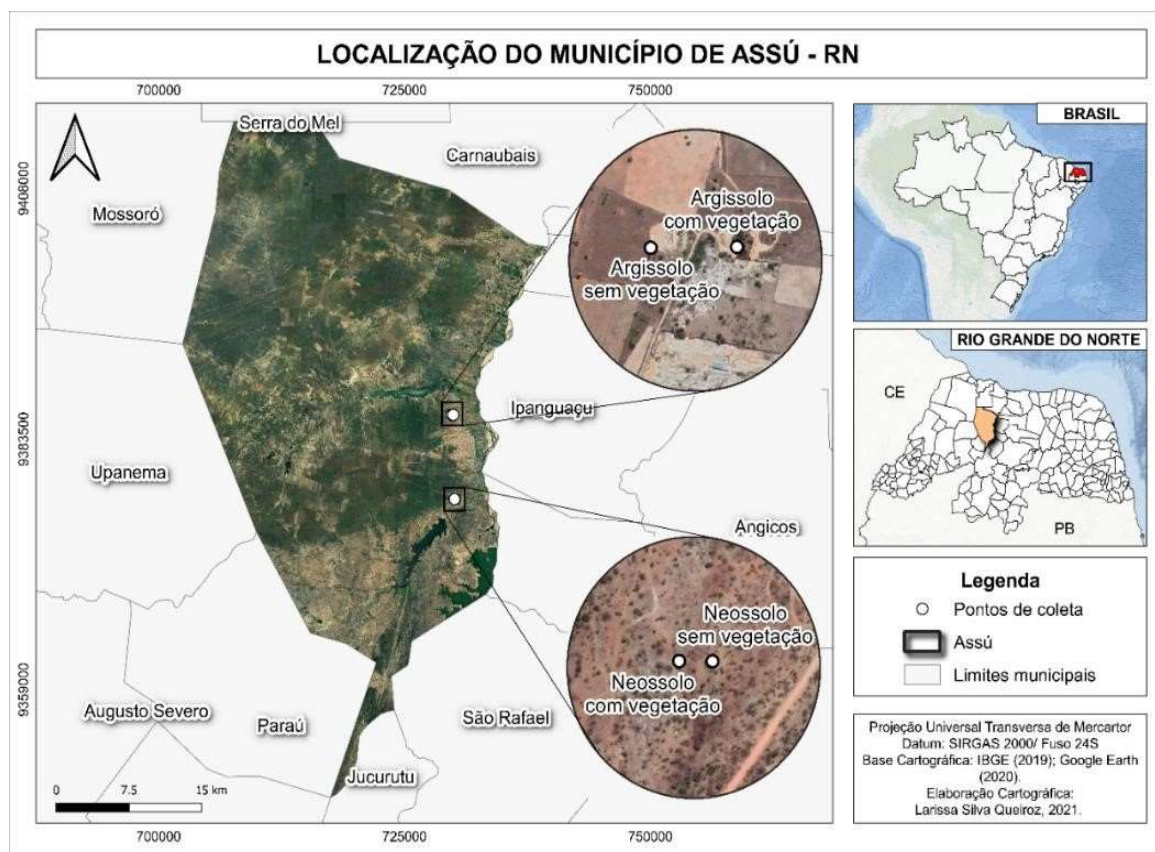 LOCALIZAÇÃO DO MUNICÍPIO DE ASSÚ - RN
700000
725000
750000
9408000
9383500
9359000
Serra do Mel
Carnaubais
Mossoró
Argissolo
com vegetação
Argissolo
sem vegetação
Ipanguaçu
Upanema
Angicos
Neossolo
sem vegetação
Neossolo
com vegetação
Augusto Severo
Paraú
São Rafael
Jucurutu
0
7.5
15 km
700000
725000
750000
BRASIL
RIO GRANDE DO NORTE
CE
PB
Legenda
Pontos de coleta
Assú
Limites municipais
Projeção Universal Transversa de Mercartor
Datum: SIRGAS 2000/ Fuso 24S
Base Cartográfica: IBGE (2019); Google Earth
(2020).
Elaboração Cartográfica:
Larissa Silva Queiroz, 2021.